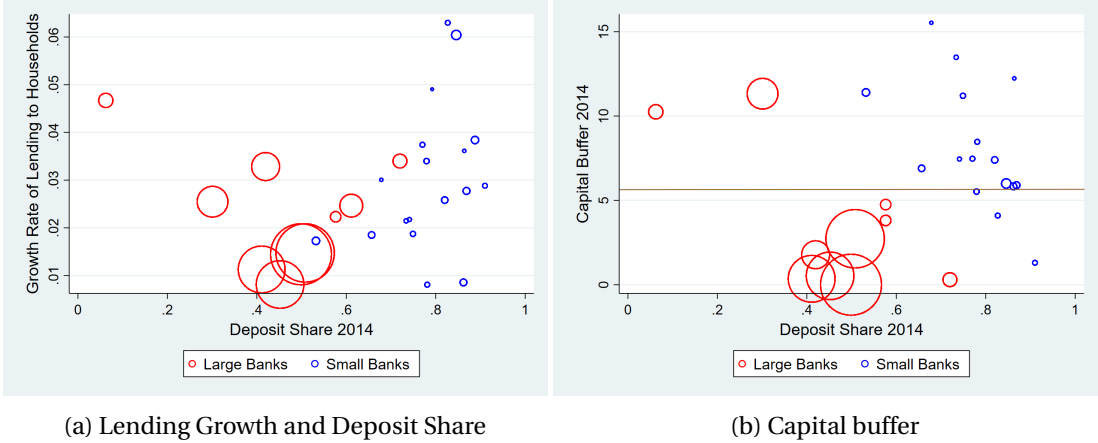 Growth Rate of Lending to Households
.06
.05
.04
.03
.02
.01
0
.2
.4
.6
.8
1
Deposit Share 2014
Large Banks
Small Banks
(a) Lending Growth and Deposit Share
Capital Buffer 2014
15
10
5
0
0
.2
.4
.6
.8
1
Deposit Share 2014
Large Banks
Small Banks
(b) Capital buffer